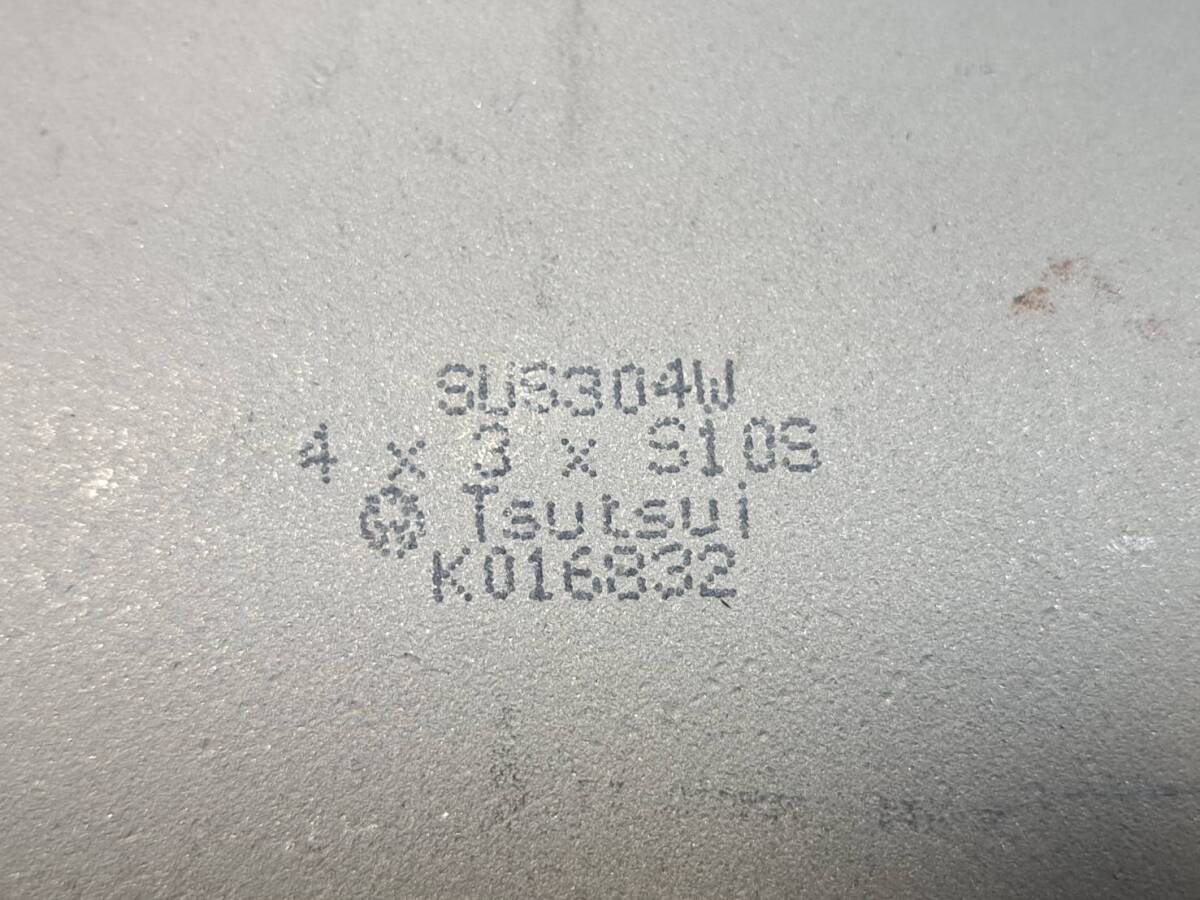 SUS304W
4 x 3 x S10S
W Tsutsui
K016832